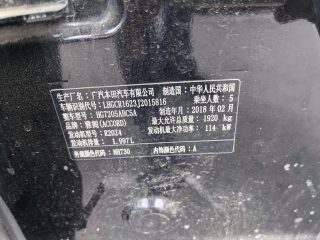 生产厂名: 广汽本田汽车有限公司 制造国: 中华人民共和国
车辆识别代号: LHGCR1623J2015816 乘坐人数: 5
整车型号: HG7205ABC5A 制造年月: 2018 年 02 月
品牌: 雅阁(ACCORD) 最大允许总质量: 1920 kg
发动机型号: R20Z4 发动机最大净功率: 114 kW
发动机排量: 1.997L
外饰颜色代码: NH730 内饰颜色代码: A